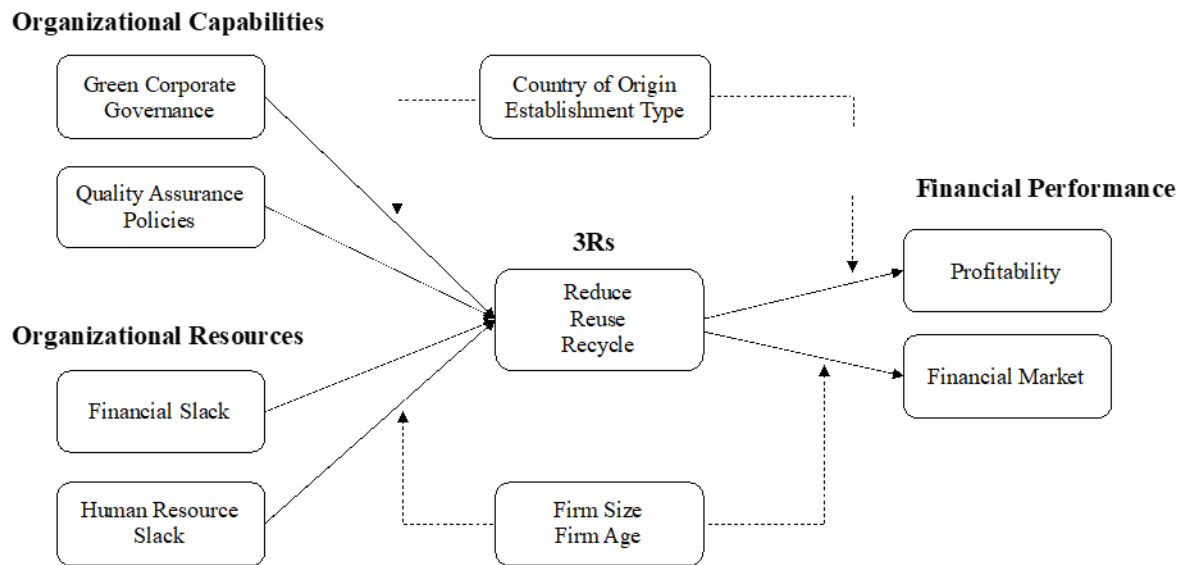 Organizational Capabilities
Green Corporate
Governance
Country of Origin
Establishment Type
Quality Assurance
Policies
Financial Performance
3Rs
Profitability
Reduce
Reuse
Recycle
Organizational Resources
Financial Market
Financial Slack
Human Resource
Slack
Firm Size
Firm Age